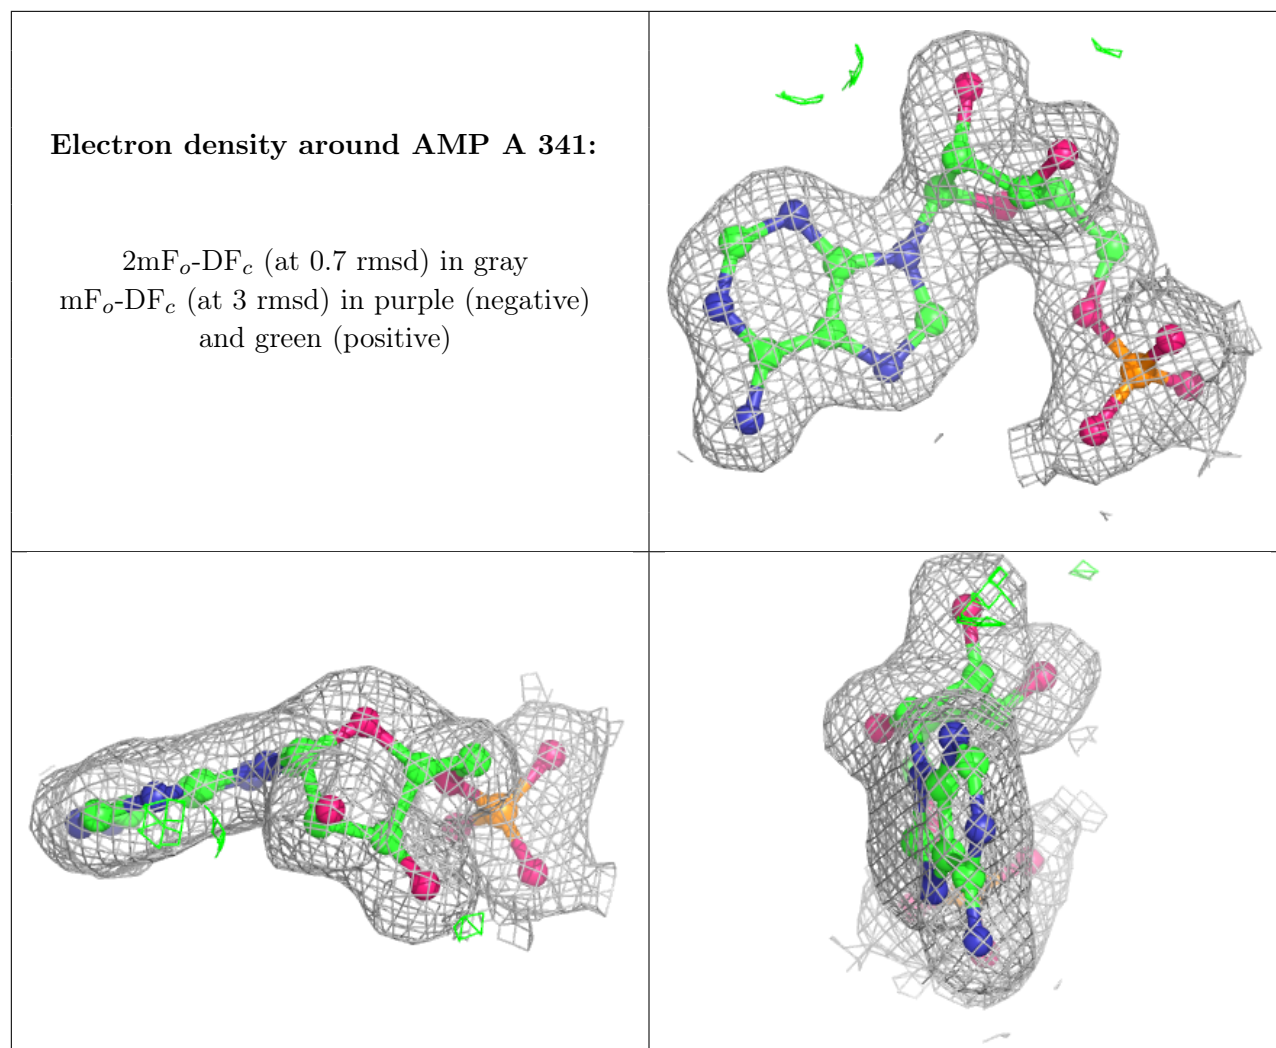 Electron density around AMP A 341:
2mFo-DFc (at 0.7 rmsd) in gray
mFo-DFc (at 3 rmsd) in purple (negative)
and green (positive)